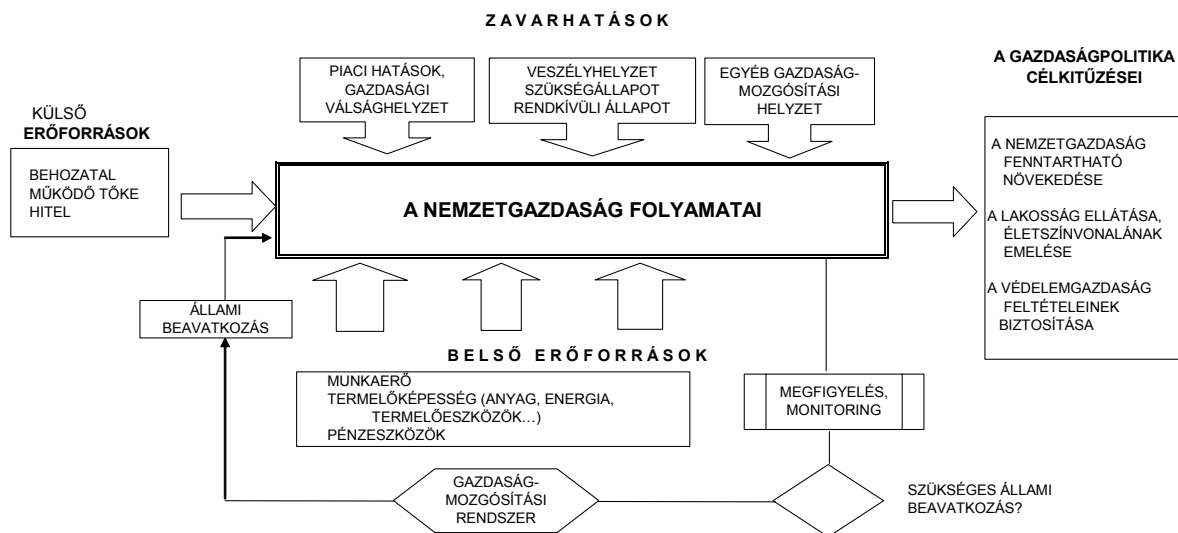 ZAVARHATÁSOK
PIACI HATÁSOK,
GAZDASÁGI
VÁLSÁGHELYZET
VESZÉLYHELYZET
SZÜKSÉGÁLLAPOT
RENDKÍVÜLI ÁLLAPOT
EGYÉB GAZDASÁG-
MOZGÓSÍTÁSI
HELYZET
A GAZDASÁGPOLITIKA
CÉLKITŰZÉSEI
KÜLSŐ
ERŐFORRÁSOK
BEHOZATAL
MŰKÖDŐ TŐKE
HITEL
A NEMZETGAZDASÁG FOLYAMATAI
A NEMZETGAZDASÁG
FENNTARTHATÓ
NÖVEKEDÉSE
A LAKOSSÁG ELLÁTÁSA,
ÉLETSZÍNVONALÁNAK
EMELÉSE
A VÉDELEMGAZDASÁG
FELTÉTELEINEK
BIZTOSÍTÁSA
ÁLLAMI
BEAVATKOZÁS
BELSŐ ERŐFORRÁSOK
MUNKAERŐ
TERMELŐKÉPESSÉG (ANYAG, ENERGIA,
TERMELŐESZKÖZÖK…)
PÉNZESZKÖZÖK
MEGFIGYELÉS,
MONITORING
GAZDASÁG-
MOZGÓSÍTÁSI
RENDSZER
SZÜKSÉGES ÁLLAMI
BEAVATKOZÁS?